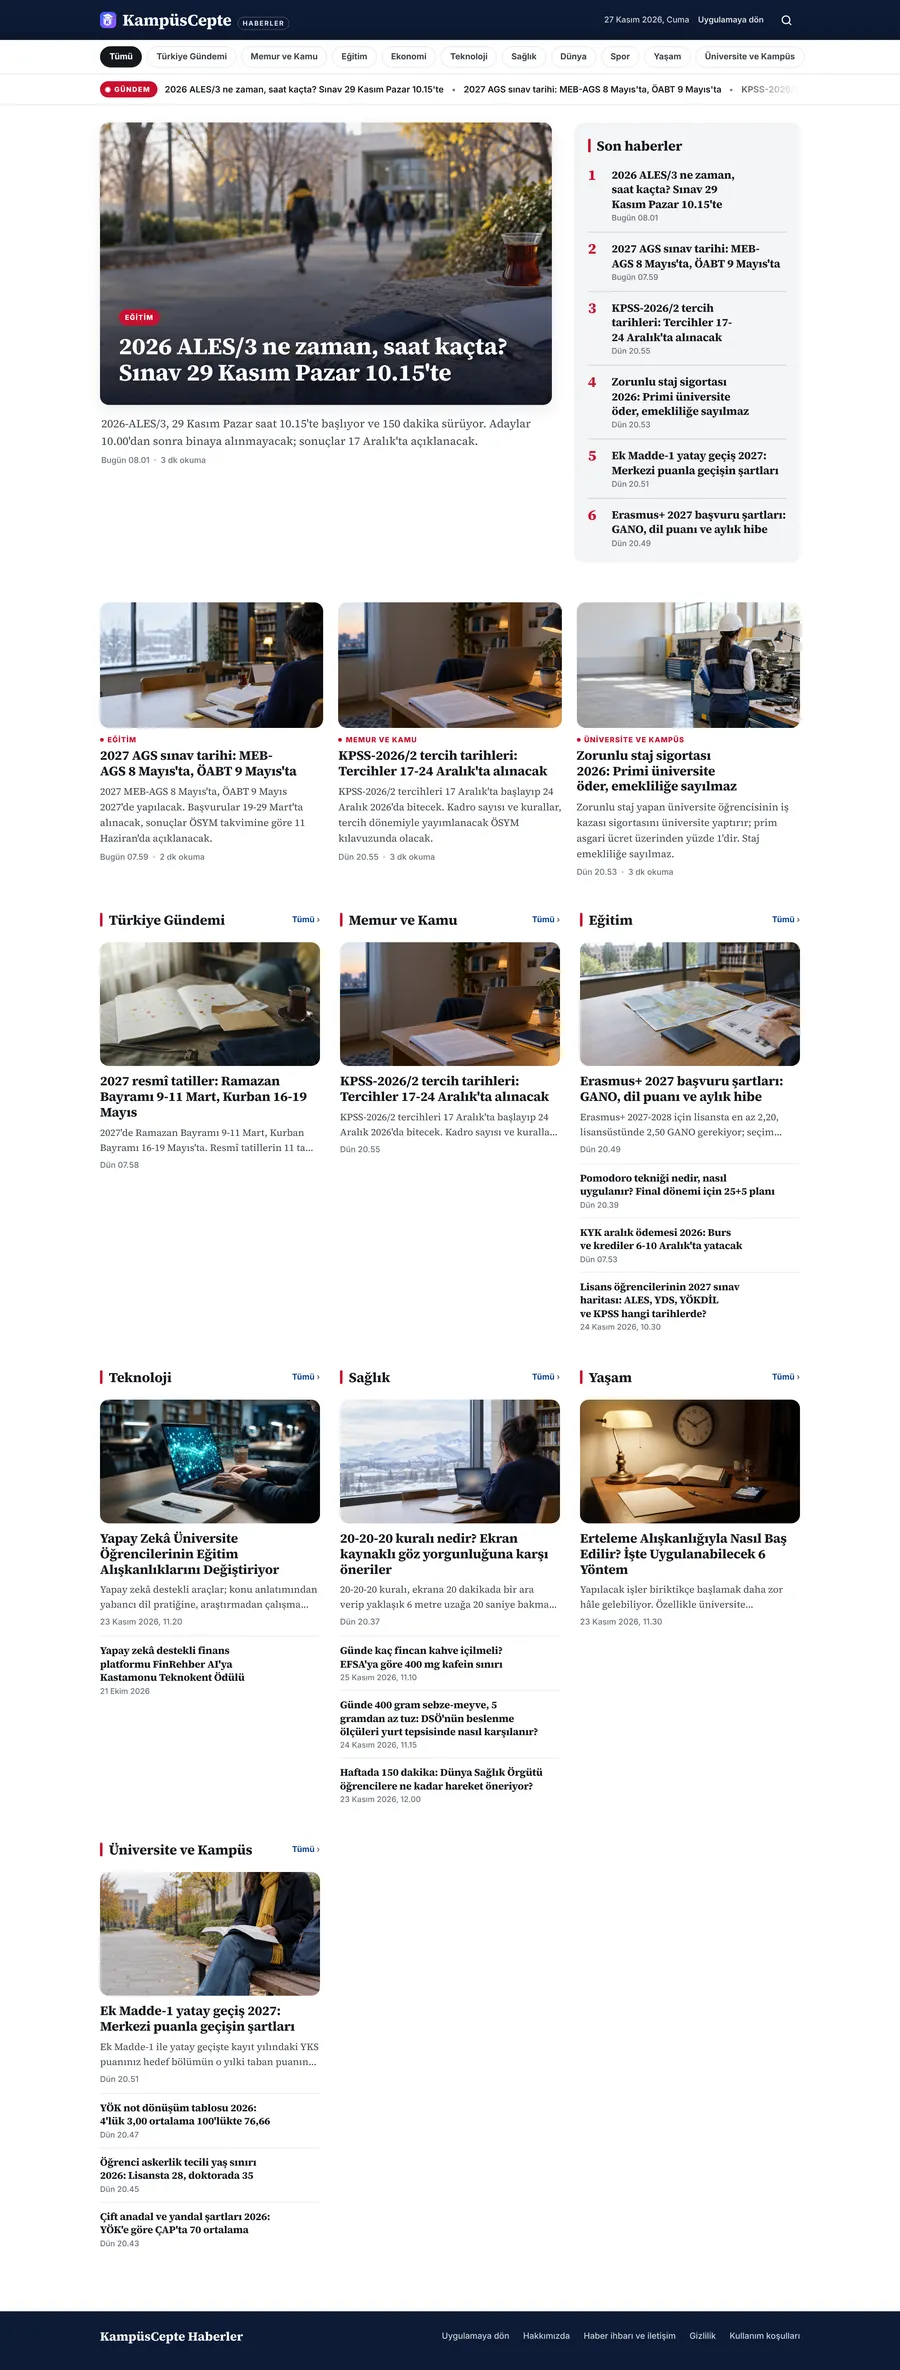 KampüsCepte HABERLER
27 Kasım 2026, Cuma Uygulamaya dön
Tümü Türkiye Gündemi Memur ve Kamu Eğitim Ekonomi Teknoloji Sağlık Dünya Spor Yaşam Üniversite ve Kampüs
GÜNDEM 2026 ALES/3 ne zaman, saat kaçta? Sınav 29 Kasım Pazar 10.15'te • 2027 AGS sınav tarihi: MEB-AGS 8 Mayıs'ta, ÖABT 9 Mayıs'ta • KPSS-2026/
EĞİTİM
2026 ALES/3 ne zaman, saat kaçta?
Sınav 29 Kasım Pazar 10.15'te
2026-ALES/3, 29 Kasım Pazar saat 10.15'te başlıyor ve 150 dakika sürüyor. Adaylar
10.00'dan sonra binaya alınmayacak; sonuçlar 17 Aralık'ta açıklanacak.
Bugün 08.01 · 3 dk okuma
Son haberler
1 2026 ALES/3 ne zaman,
saat kaçta? Sınav 29
Kasım Pazar 10.15'te
Bugün 08.01
2 2027 AGS sınav tarihi: MEB-
AGS 8 Mayıs'ta, ÖABT 9 Mayıs'ta
Bugün 07.59
3 KPSS-2026/2 tercih
tarihleri: Tercihler 17-
24 Aralık'ta alınacak
Dün 20.55
4 Zorunlu staj sigortası
2026: Primi üniversite
öder, emekliliğe sayılmaz
Dün 20.53
5 Ek Madde-1 yatay geçiş 2027:
Merkezi puanla geçişin şartları
Dün 20.51
6 Erasmus+ 2027 başvuru şartları:
GANO, dil puanı ve aylık hibe
Dün 20.49
EĞİTİM
2027 AGS sınav tarihi: MEB-
AGS 8 Mayıs'ta, ÖABT 9 Mayıs'ta
2027 MEB-AGS 8 Mayıs'ta, ÖABT 9 Mayıs
2027'de yapılacak. Başvurular 19-29 Mart'ta
alınacak, sonuçlar ÖSYM takvimine göre 11
Haziran'da açıklanacak.
Bugün 07.59 · 2 dk okuma
MEMUR VE KAMU
KPSS-2026/2 tercih tarihleri:
Tercihler 17-24 Aralık'ta alınacak
KPSS-2026/2 tercihleri 17 Aralık'ta başlayıp 24
Aralık 2026'da bitecek. Kadro sayısı ve kurallar,
tercih dönemiyle yayımlanacak ÖSYM
kılavuzunda olacak.
Dün 20.55 · 3 dk okuma
ÜNİVERSİTE VE KAMPÜS
Zorunlu staj sigortası
2026: Primi üniversite
öder, emekliliğe sayılmaz
Zorunlu staj yapan üniversite öğrencisinin iş
kazası sigortasını üniversite yaptırır; prim
asgari ücret üzerinden yüzde 1'dir. Staj
emekliliğe sayılmaz.
Dün 20.53 · 3 dk okuma
Türkiye Gündemi Tümü ›
2027 resmî tatiller: Ramazan
Bayramı 9-11 Mart, Kurban 16-19
Mayıs
2027'de Ramazan Bayramı 9-11 Mart, Kurban
Bayramı 16-19 Mayıs'ta. Resmî tatillerin 11 ta...
Dün 07.58
Memur ve Kamu Tümü ›
KPSS-2026/2 tercih tarihleri:
Tercihler 17-24 Aralık'ta alınacak
KPSS-2026/2 tercihleri 17 Aralık'ta başlayıp 24
Aralık 2026'da bitecek. Kadro sayısı ve kuralla...
Dün 20.55
Eğitim Tümü ›
Erasmus+ 2027 başvuru şartları:
GANO, dil puanı ve aylık hibe
Erasmus+ 2027-2028 için lisansta en az 2,20,
lisansüstünde 2,50 GANO gerekiyor; seçim...
Dün 20.49
Pomodoro tekniği nedir, nasıl
uygulanır? Final dönemi için 25+5 planı
Dün 20.39
KYK aralık ödemesi 2026: Burs
ve krediler 6-10 Aralık'ta yatacak
Dün 07.53
Lisans öğrencilerinin 2027 sınav
haritası: ALES, YDS, YÖKDİL
ve KPSS hangi tarihlerde?
24 Kasım 2026, 10.30
Teknoloji Tümü ›
Yapay Zekâ Üniversite
Öğrencilerinin Eğitim
Alışkanlıklarını Değiştiriyor
Yapay zekâ destekli araçlar; konu anlatımından
yabancı dil pratiğine, araştırmadan çalışma...
23 Kasım 2026, 11.20
Yapay zekâ destekli finans
platformu FinRehber AI'ya
Kastamonu Teknokent Ödülü
21 Ekim 2026
Sağlık Tümü ›
20-20-20 kuralı nedir? Ekran
kaynaklı göz yorgunluğuna karşı
öneriler
20-20-20 kuralı, ekrana 20 dakikada bir ara
verip yaklaşık 6 metre uzağa 20 saniye bakma...
Dün 20.37
Günde kaç fincan kahve içilmeli?
EFSA'ya göre 400 mg kafein sınırı
25 Kasım 2026, 11.10
Günde 400 gram sebze-meyve, 5
gramdan az tuz: DSÖ'nün beslenme
ölçüleri yurt tepsisinde nasıl karşılanır?
24 Kasım 2026, 11.15
Haftada 150 dakika: Dünya Sağlık Örgütü
öğrencilere ne kadar hareket öneriyor?
23 Kasım 2026, 12.00
Yaşam Tümü ›
Erteleme Alışkanlığıyla Nasıl Baş
Edilir? İşte Uygulanabilecek 6
Yöntem
Yapılacak işler biriktikçe başlamak daha zor
hâle gelebiliyor. Özellikle üniversite...
23 Kasım 2026, 11.30
Üniversite ve Kampüs Tümü ›
Ek Madde-1 yatay geçiş 2027:
Merkezi puanla geçişin şartları
Ek Madde-1 ile yatay geçişte kayıt yılındaki YKS
puanınız hedef bölümün o yılki taban puanın...
Dün 20.51
YÖK not dönüşüm tablosu 2026:
4'lük 3,00 ortalama 100'lükte 76,66
Dün 20.47
Öğrenci askerlik tecili yaş sınırı
2026: Lisansta 28, doktorada 35
Dün 20.45
Çift anadal ve yandal şartları 2026:
YÖK'e göre ÇAP'ta 70 ortalama
Dün 20.43
KampüsCepte Haberler
Uygulamaya dön Hakkımızda Haber ihbarı ve iletişim Gizlilik Kullanım koşulları